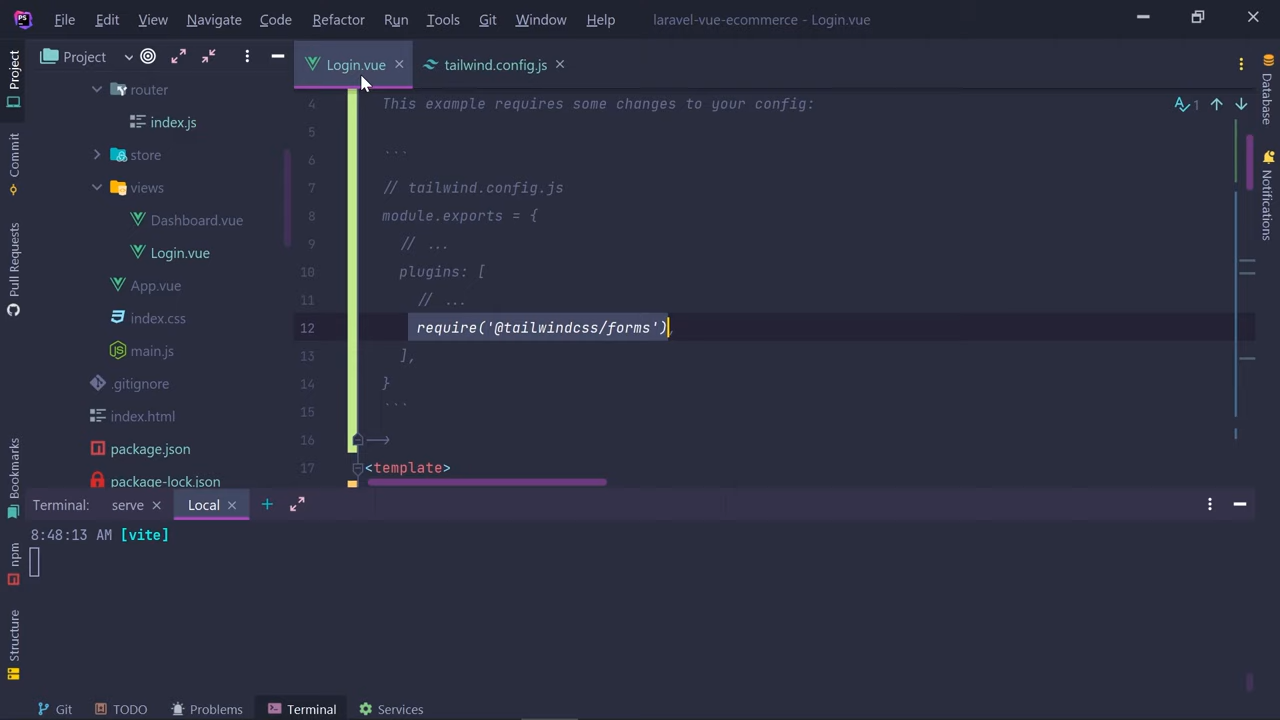 File Edit View Navigate Code Refactor Run Tools Git Window Help laravel-vue-ecommerce - Login.vue
Project
Login.vue
tailwind.config.js
router
index.js
store
views
Dashboard.vue
Login.vue
App.vue
index.css
main.js
.gitignore
index.html
package.json
package-lock.json
4 This example requires some changes to your config:
5
6 ```
7 // tailwind.config.js
8 module.exports = {
9 // ...
10 plugins: [
11 // ...
12 require('@tailwindcss/forms'),
13 ],
14 }
15 ```
16 -->
17 <template>
1
Project
Commit
Pull Requests
Bookmarks
npm
Structure
Database
Notifications
Terminal: serve Local
8:48:13 AM [vite]
Git TODO Problems Terminal Services